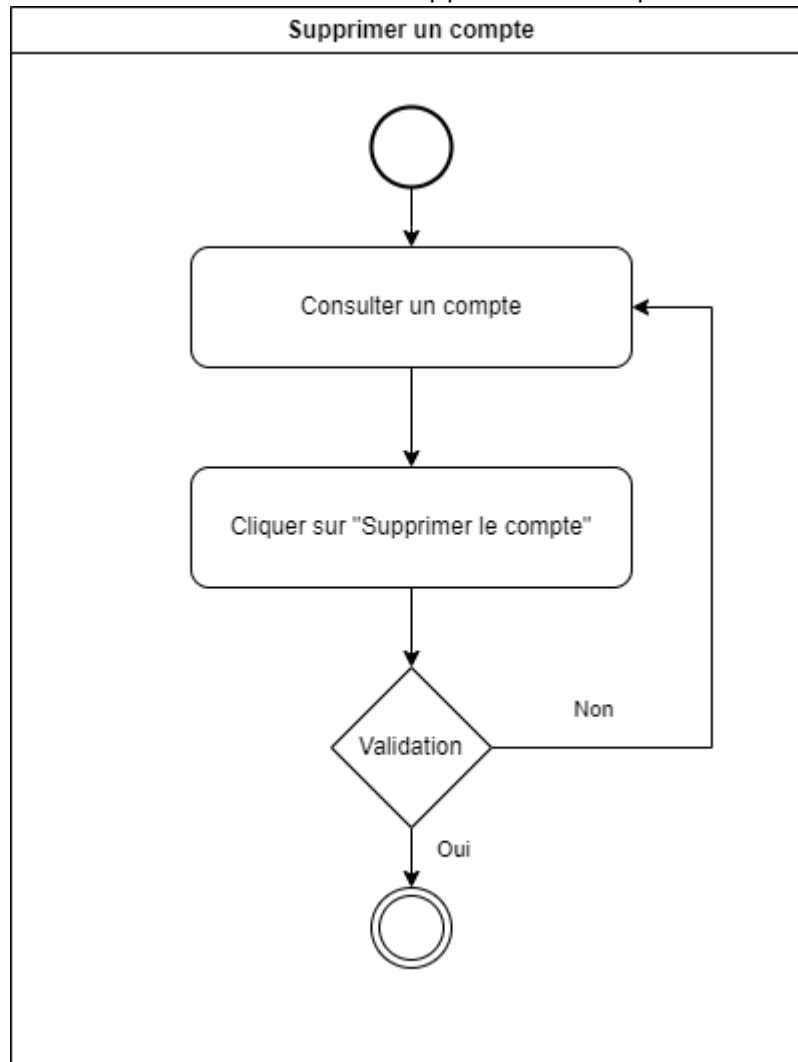 Supprimer un compte
Consulter un compte
Cliquer sur "Supprimer le compte"
Non
Validation
Oui